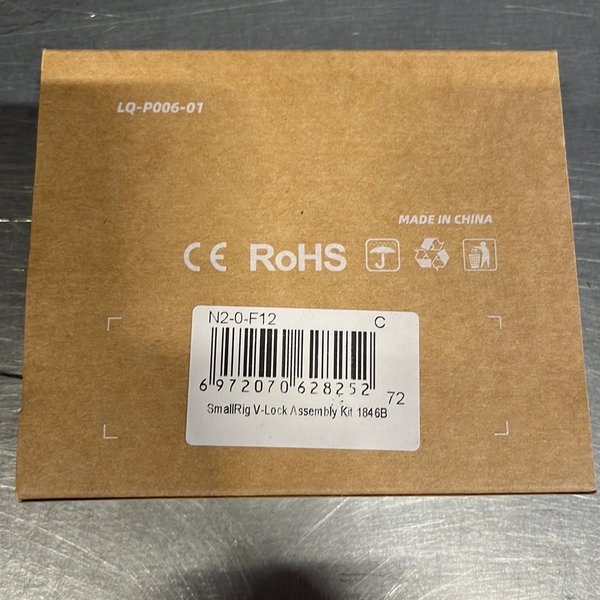 LQ-P006-01
MADE IN CHINA
CE RoHS
N2-0-F12 C
6 972070 628252 72
SmallRig V-Lock Assembly Kit 1846B